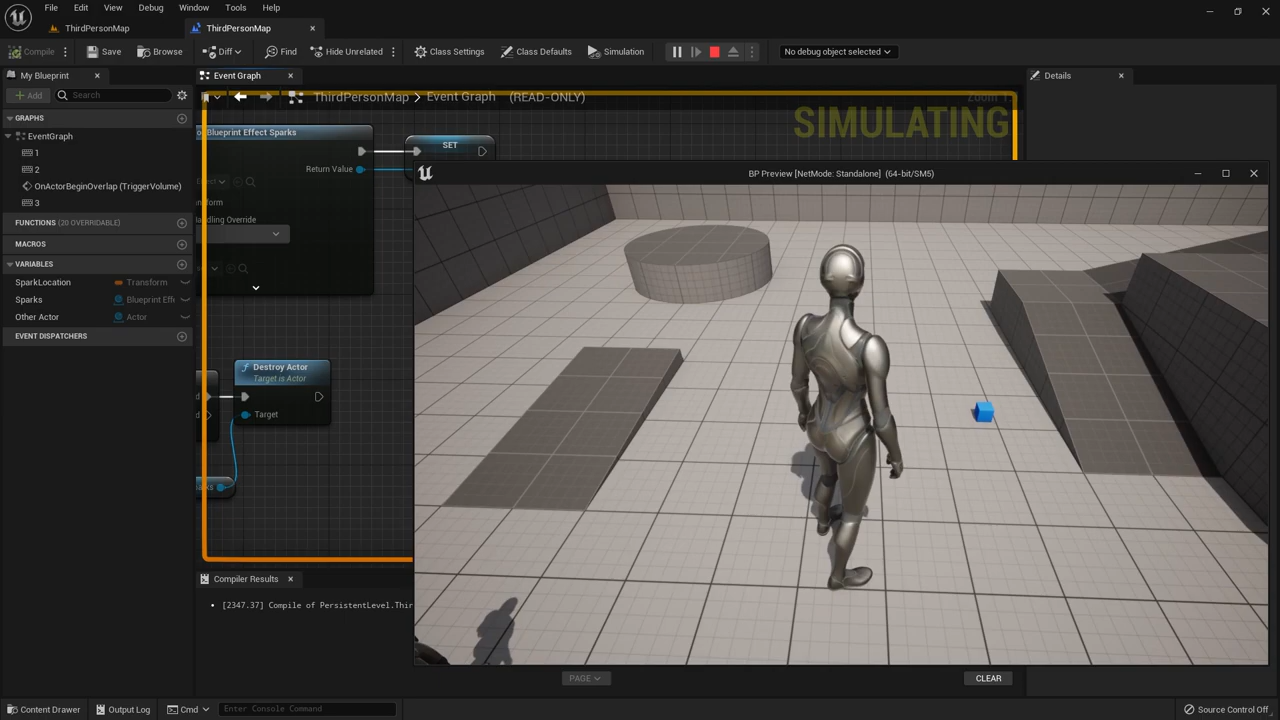 File Edit View Debug Window Tools Help
ThirdPersonMap
ThirdPersonMap
Compile
Save
Browse
Diff
Find
Hide Unrelated
Class Settings
Class Defaults
Simulation
No debug object selected
My Blueprint
Event Graph
Details
Add
Search
ThirdPersonMap > Event Graph (READ-ONLY)
SIMULATING
GRAPHS
EventGraph
1
2
OnActorBeginOverlap (TriggerVolume)
3
FUNCTIONS (20 OVERRIDABLE)
MACROS
VARIABLES
SparkLocation Transform
Sparks Blueprint Effe
Other Actor Actor
EVENT DISPATCHERS
Blueprint Effect Sparks
SET
Return Value
Handling Override
Destroy Actor
Target is Actor
Target
BP Preview [NetMode: Standalone] (64-bit/SM5)
Compiler Results
[2347.37] Compile of PersistentLevel.Thir
PAGE
CLEAR
Content Drawer
Output Log
Cmd
Enter Console Command
Source Control Off